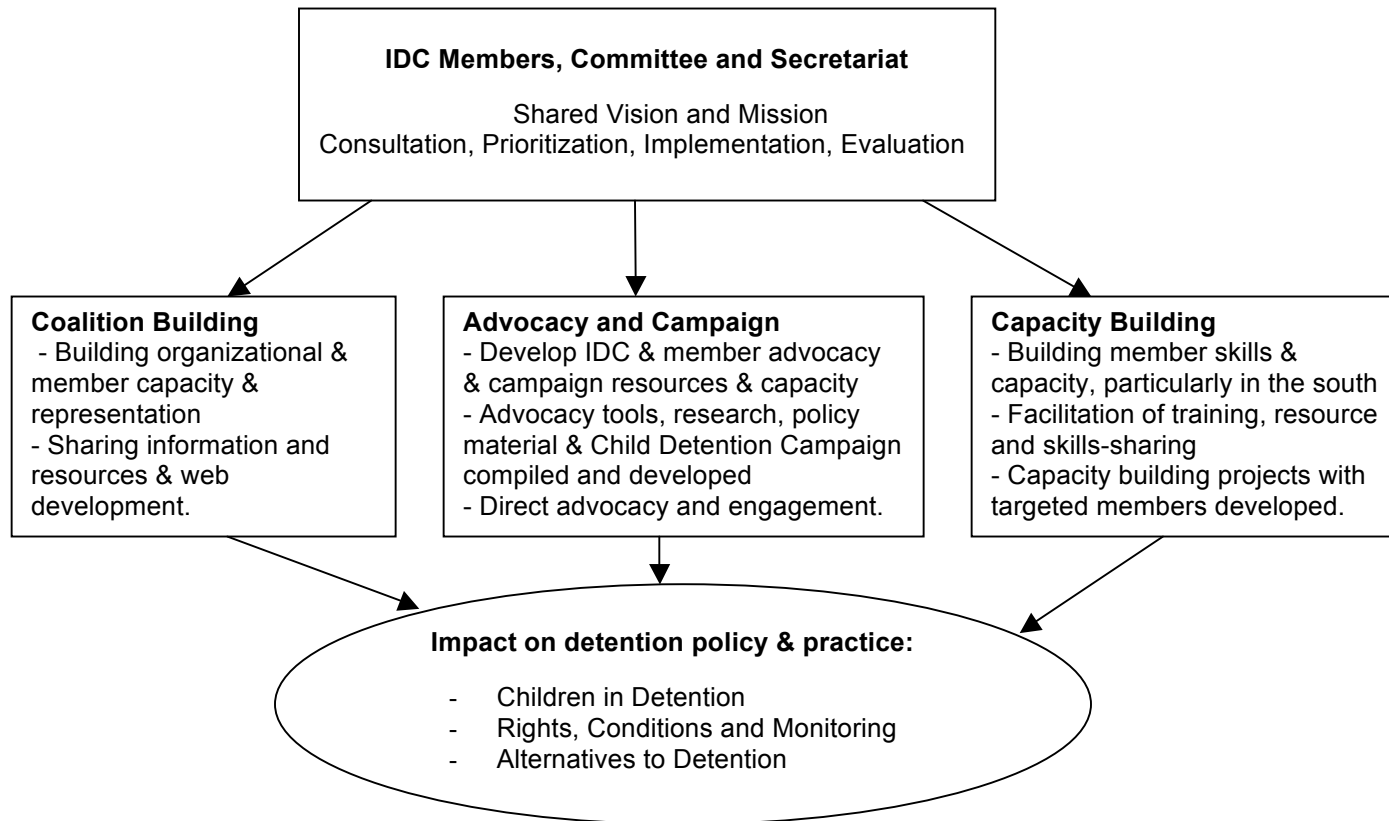 IDC Members, Committee and Secretariat
Shared Vision and Mission
Consultation, Prioritization, Implementation, Evaluation
Coalition Building
- Building organizational &
member capacity &
representation
- Sharing information and
resources & web
development.
Advocacy and Campaign
- Develop IDC & member advocacy
& campaign resources & capacity
- Advocacy tools, research, policy
material & Child Detention Campaign
compiled and developed
- Direct advocacy and engagement.
Capacity Building
- Building member skills &
capacity, particularly in the south
- Facilitation of training, resource
and skills-sharing
- Capacity building projects with
targeted members developed.
Impact on detention policy & practice:
- Children in Detention
- Rights, Conditions and Monitoring
- Alternatives to Detention